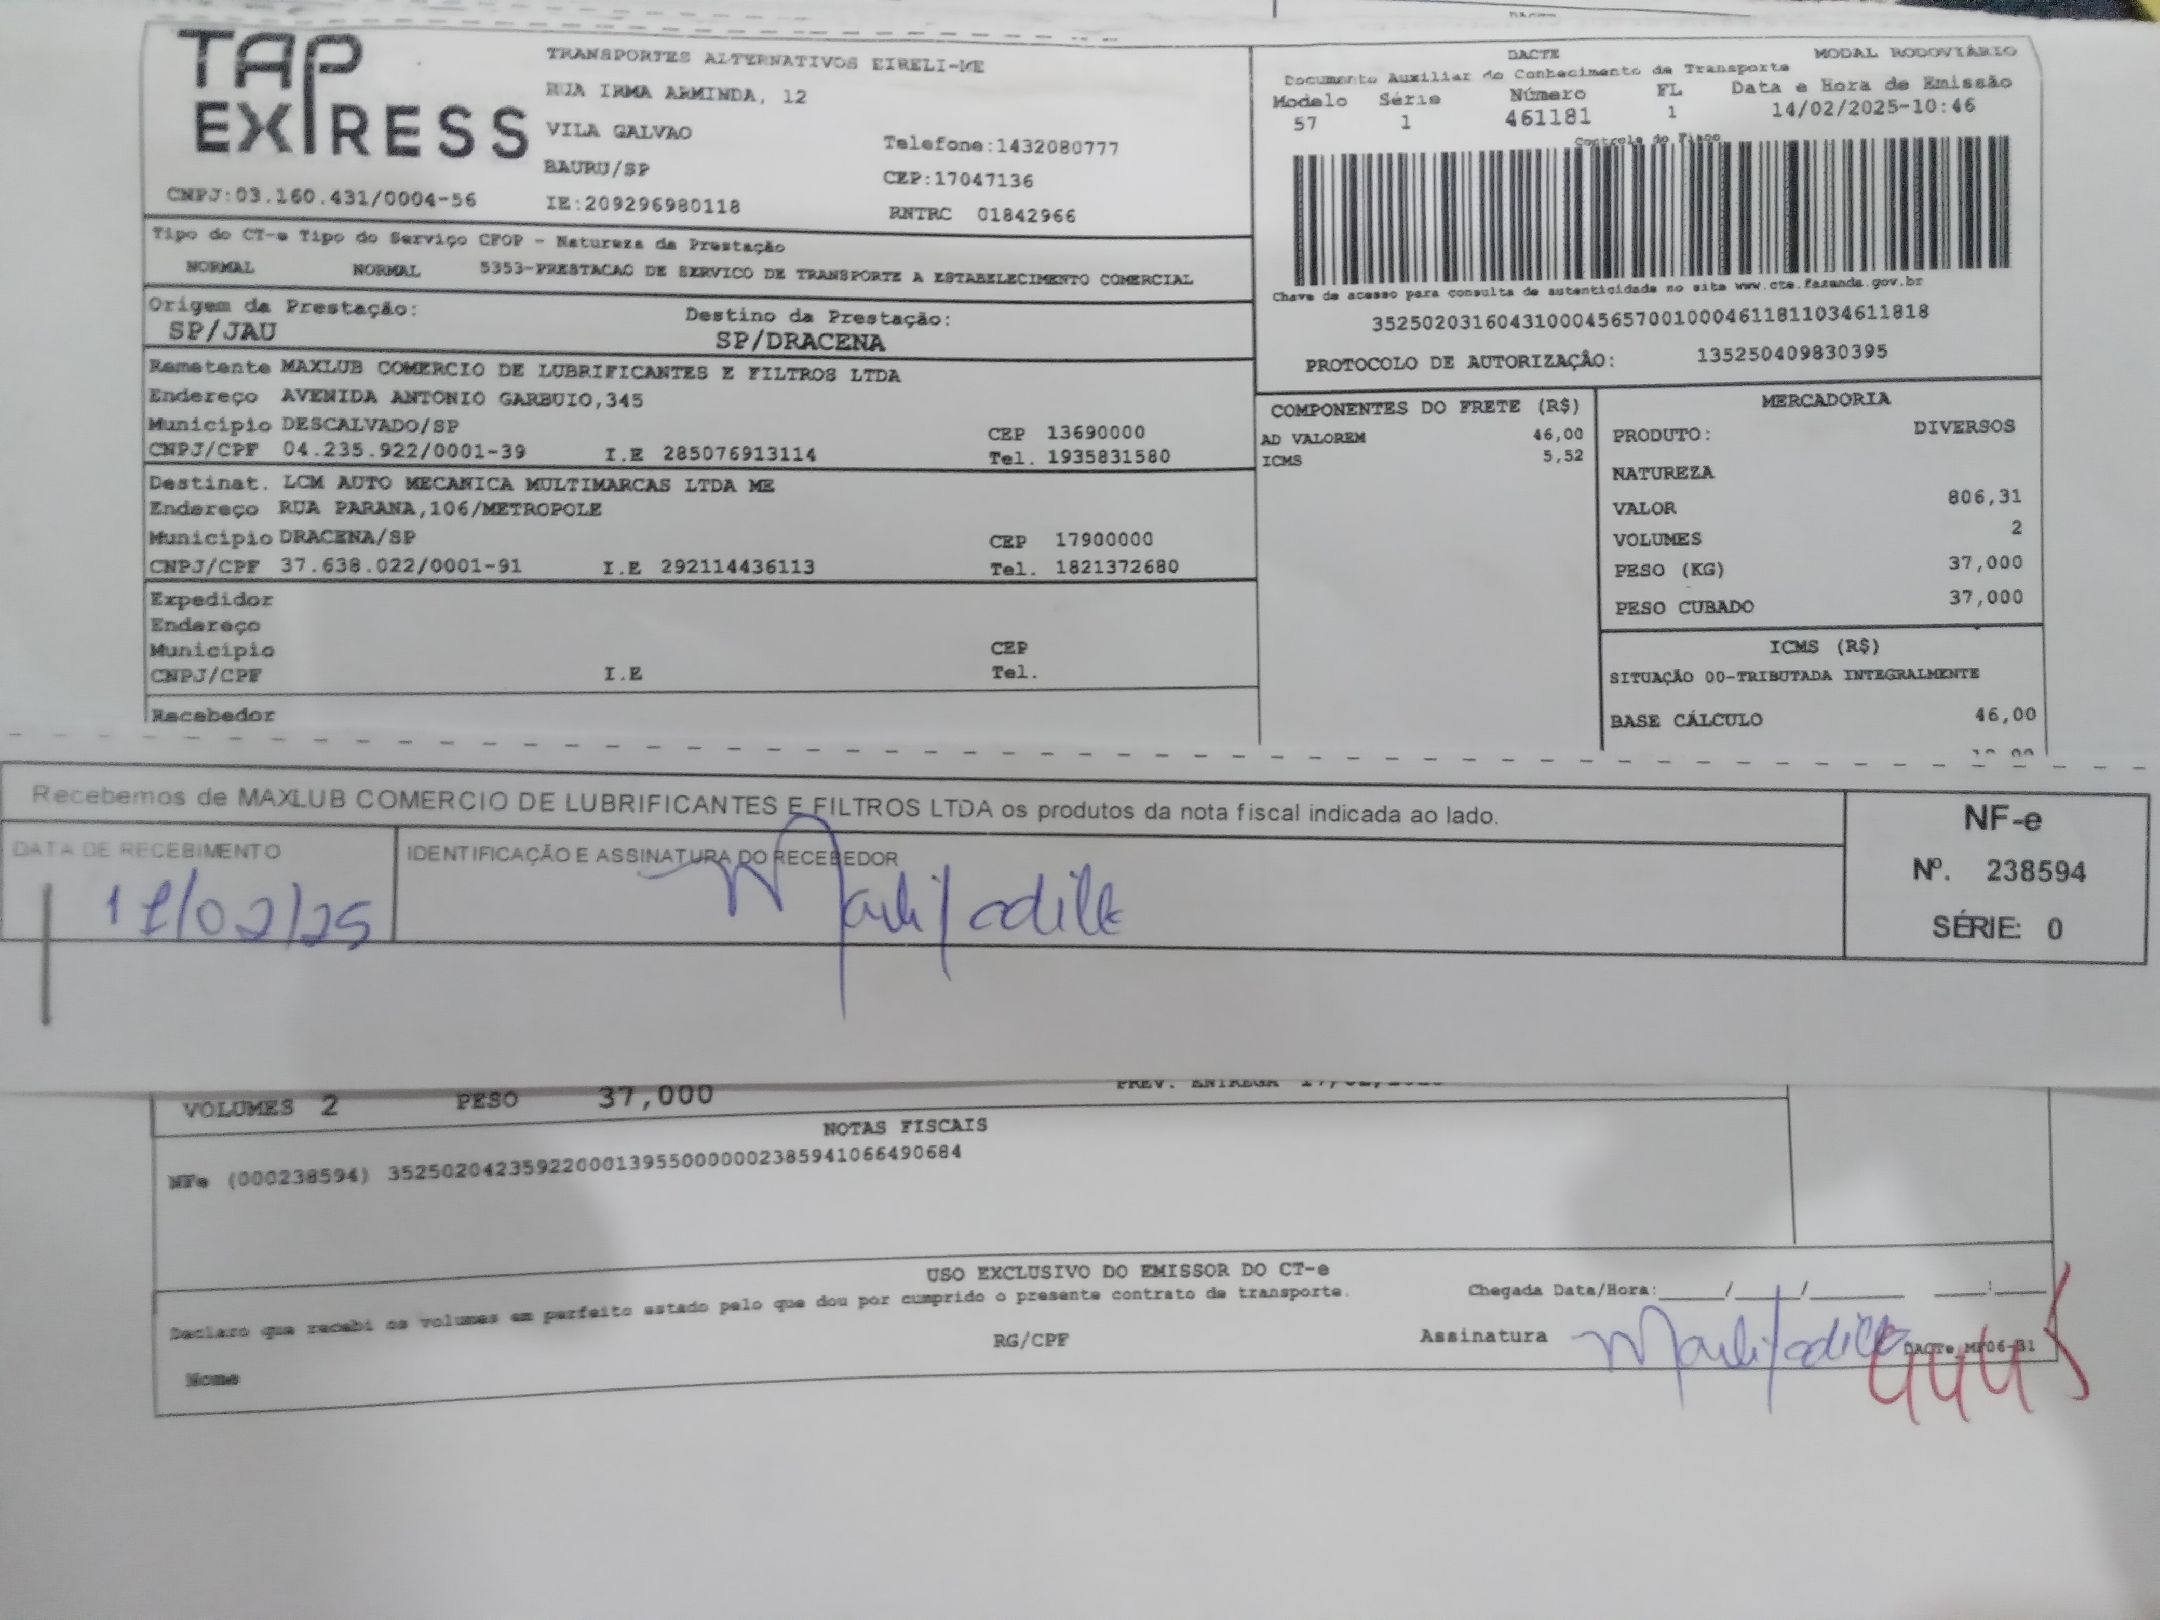 TAP EXPRESS
TRANSPORTES ALTERNATIVOS EIRELI-ME
RUA IRMA ARMINDA, 12
VILA GALVAO
Telefone:1432080777
BAURU/SP
CEP:17047136
CNPJ:03.160.431/0004-56
IE:209296980118
RNTRC 01842966
DACTE MODAL RODOVIÁRIO
Documento Auxiliar do Conhecimento de Transporte
Modelo Série Número FL Data e Hora de Emissão
57 1 461181 1 14/02/2025-10:46
Controle do Fisco
Chave de acesso para consulta de autenticidade no site www.cte.fazenda.gov.br
35250203160431000456570010004611811034611818
PROTOCOLO DE AUTORIZAÇÃO: 135250409830395
Tipo do CT-e Tipo do Serviço CFOP - Natureza da Prestação
NORMAL NORMAL 5353-PRESTACAO DE SERVICO DE TRANSPORTE A ESTABELECIMENTO COMERCIAL
Origem da Prestação: Destino da Prestação:
SP/JAU SP/DRACENA
Remetente MAXLUB COMERCIO DE LUBRIFICANTES E FILTROS LTDA
Endereço AVENIDA ANTONIO GARBUIO,345
Município DESCALVADO/SP CEP 13690000
CNPJ/CPF 04.235.922/0001-39 I.E 285076913114 Tel. 1935831580
Destinat. LCM AUTO MECANICA MULTIMARCAS LTDA ME
Endereço RUA PARANA,106/METROPOLE
Município DRACENA/SP CEP 17900000
CNPJ/CPF 37.638.022/0001-91 I.E 292114436113 Tel. 1821372680
Expedidor
Endereço
Município CEP
CNPJ/CPF I.E Tel.
Recebedor
COMPONENTES DO FRETE (R$)
AD VALOREM 46,00
ICMS 5,52
MERCADORIA
PRODUTO: DIVERSOS
NATUREZA
VALOR 806,31
VOLUMES 2
PESO (KG) 37,000
PESO CUBADO 37,000
ICMS (R$)
SITUAÇÃO 00-TRIBUTADA INTEGRALMENTE
BASE CÁLCULO 46,00
Recebemos de MAXLUB COMERCIO DE LUBRIFICANTES E FILTROS LTDA os produtos da nota fiscal indicada ao lado.
DATA DE RECEBIMENTO
IDENTIFICAÇÃO E ASSINATURA DO RECEBEDOR
NF-e
Nº. 238594
SÉRIE: 0
VOLUMES 2 PESO 37,000 PREV. ENTREGA
NOTAS FISCAIS
NFe (000238594) 35250204235922000139550000002385941066490684
USO EXCLUSIVO DO EMISSOR DO CT-e
Declaro que recebi os volumes em perfeito estado pelo que dou por cumprido o presente contrato de transporte.
Chegada Data/Hora:____/____/____ ___:___
Nome RG/CPF Assinatura